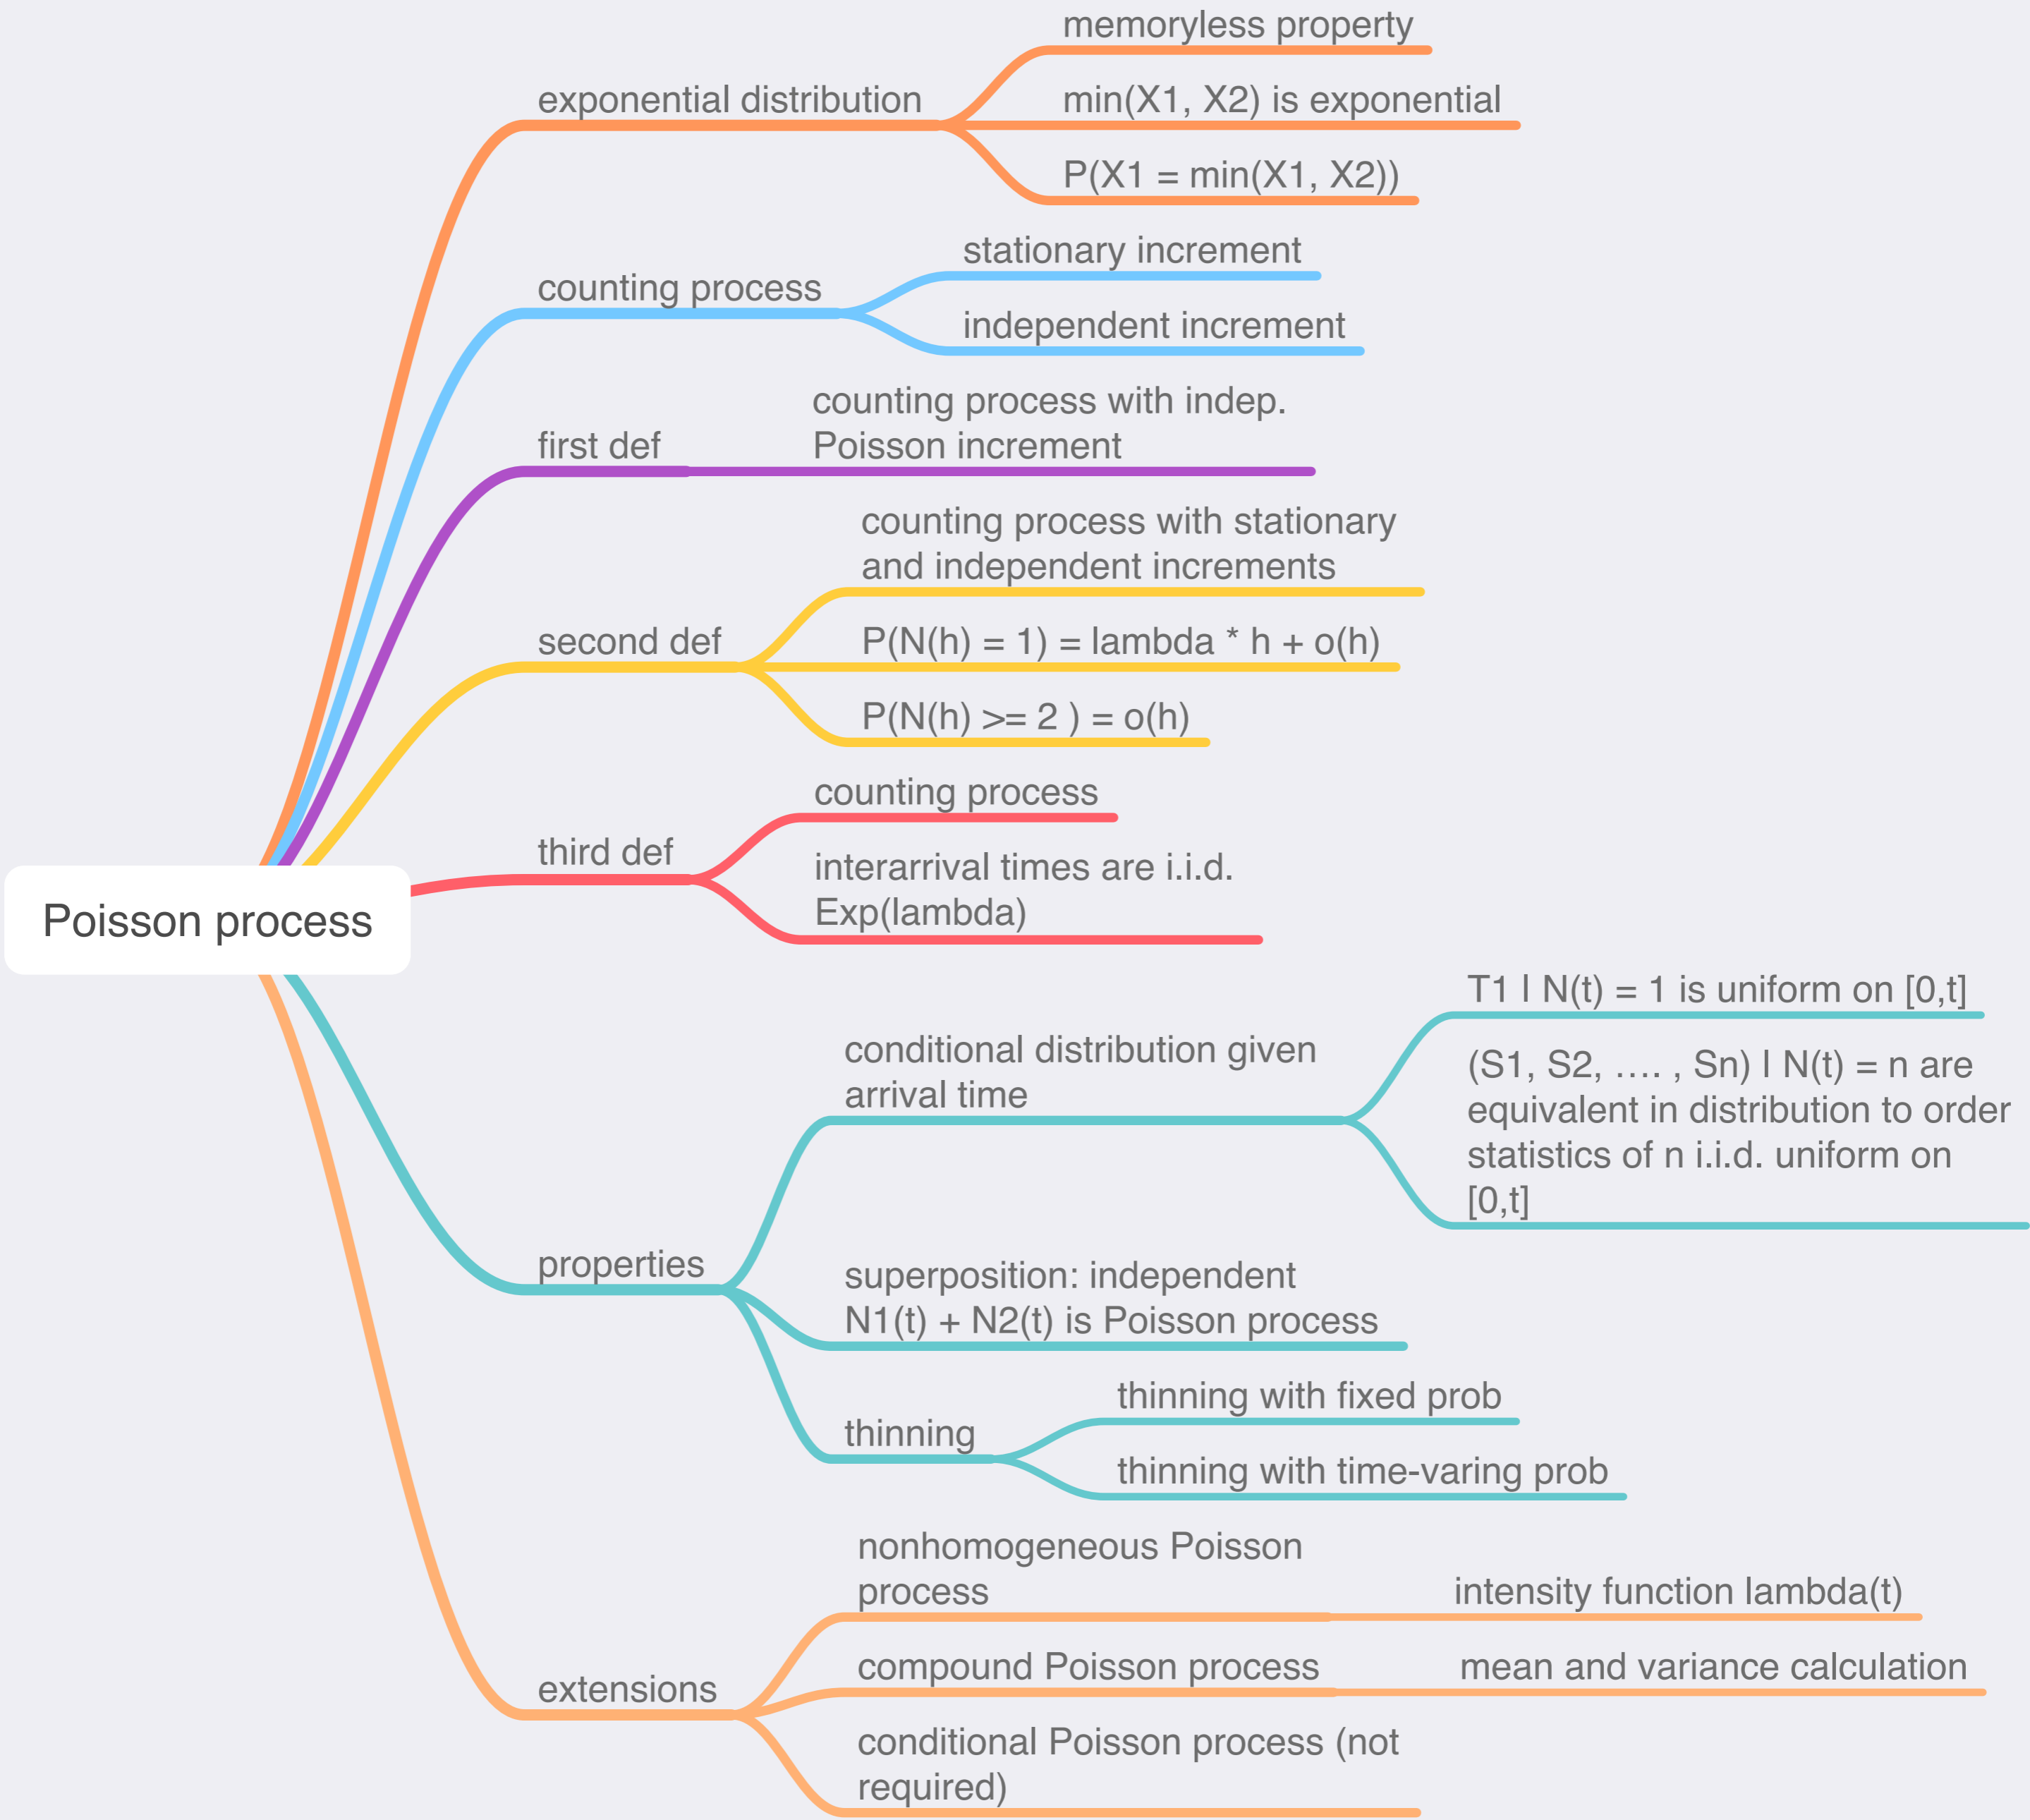 memoryless property
exponential distribution
min(X1, X2) is exponential
P(X1 = min(X1, X2))
stationary increment
counting process
independent increment
counting process with indep.
first def
Poisson increment
counting process with stationary
and independent increments
second def
P(N(h) = 1) = lambda * h + o(h)
P(N(h) >= 2 ) = o(h)
counting process
third def
interarrival times are i.i.d.
Exp(lambda)
Poisson process
T1 | N(t) = 1 is uniform on [0,t]
conditional distribution given
arrival time
(S1, S2, …. , Sn) | N(t) = n are
equivalent in distribution to order
statistics of n i.i.d. uniform on
[0,t]
properties
superposition: independent
N1(t) + N2(t) is Poisson process
thinning with fixed prob
thinning
thinning with time-varing prob
nonhomogeneous Poisson
process
intensity function lambda(t)
extensions
compound Poisson process
mean and variance calculation
conditional Poisson process (not
required)